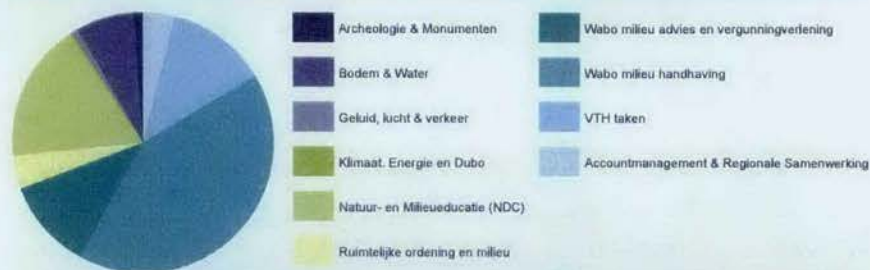 Archeologie & Monumenten
Bodem & Water
Geluid, lucht & verkeer
Klimaat. Energie en Dubo
Natuur- en Milieueducatie (NDC)
Ruimtelijke ordening en milieu
Wabo milieu advies en vergunningverlening
Wabo milieu handhaving
VTH taken
Accountmanagement & Regionale Samenwerking